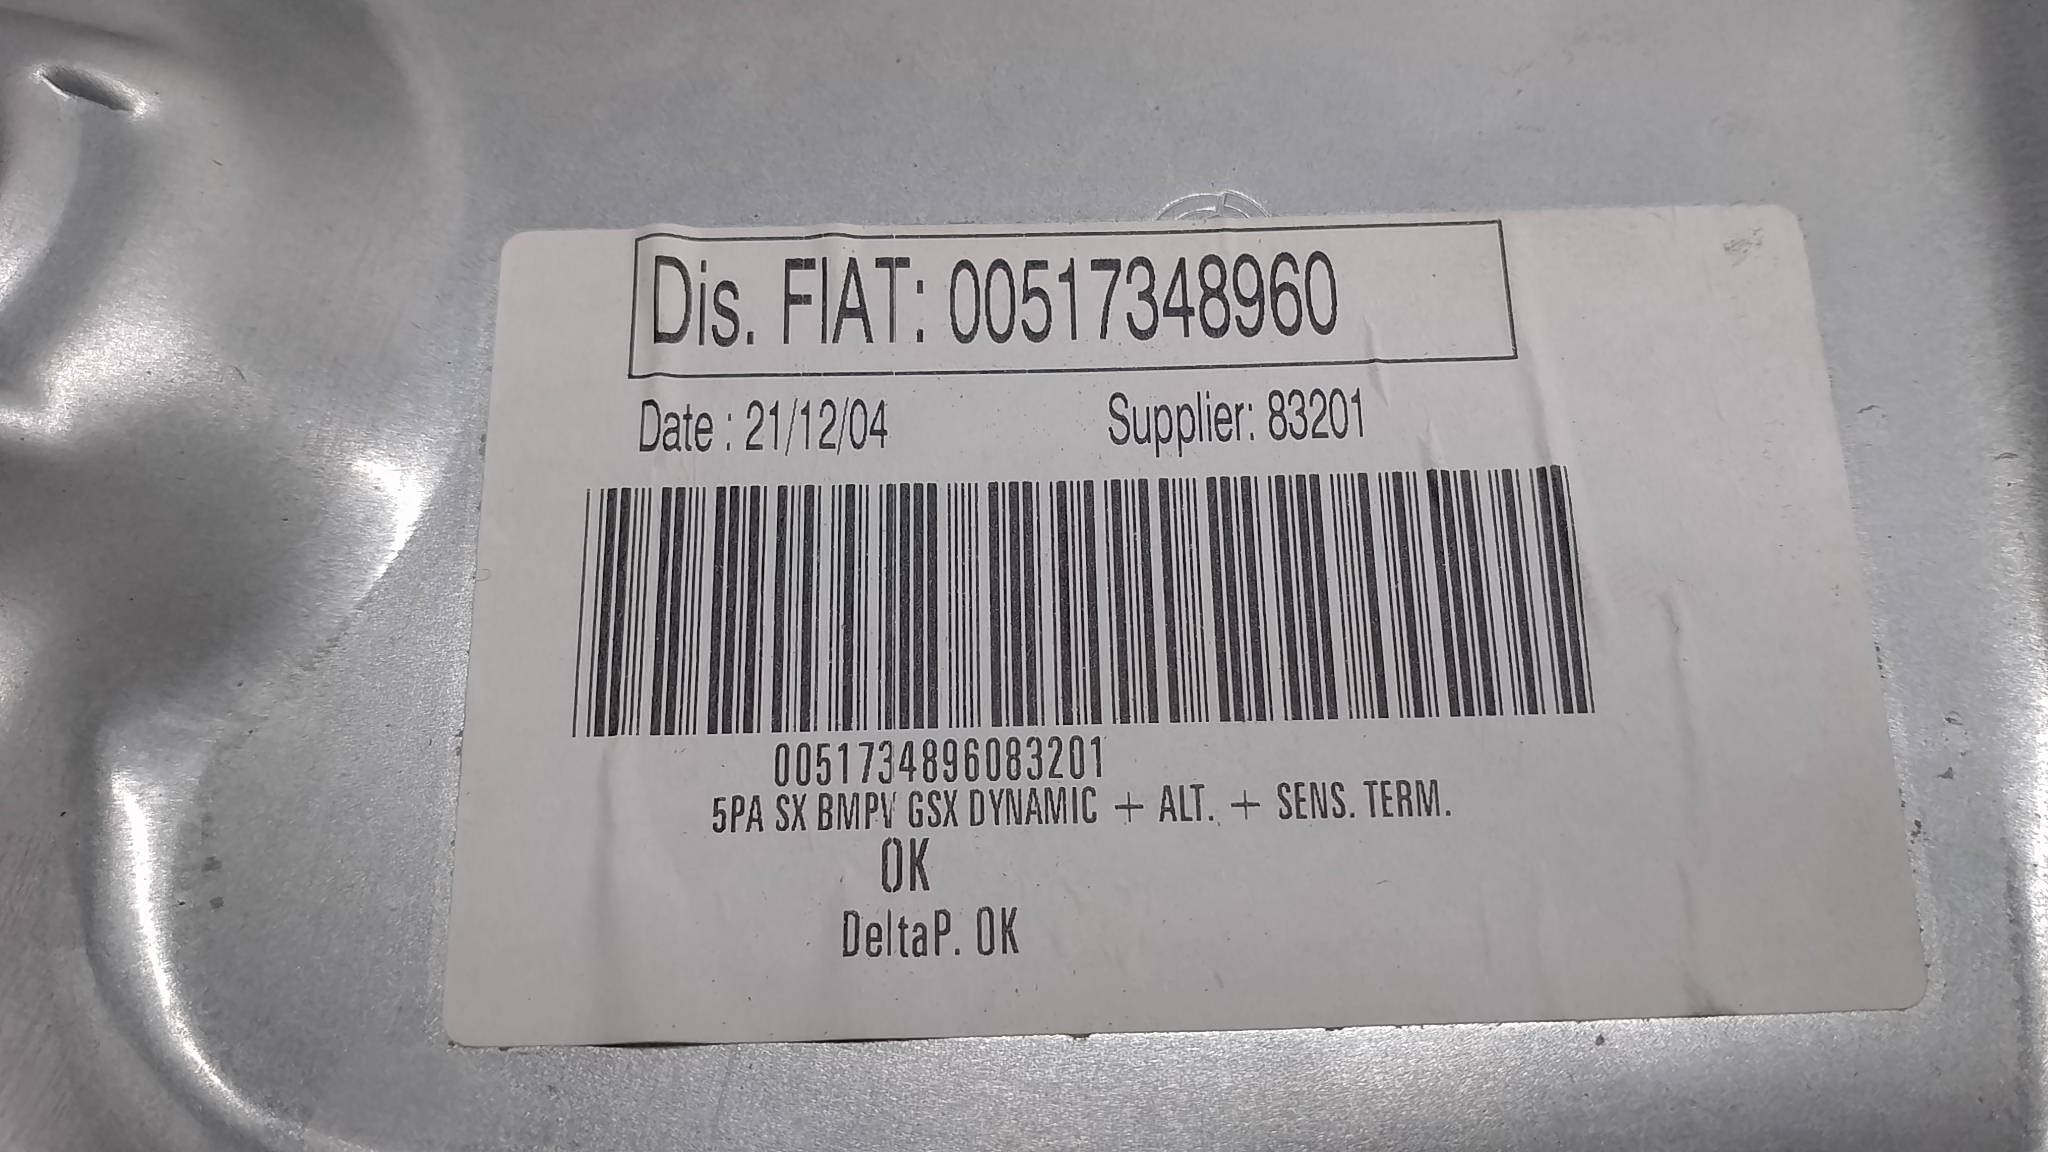 Dis. FIAT: 00517348960
Date : 21/12/04 Supplier: 83201
0051734896083201
5PA SX BMPV GSX DYNAMIC + ALT. + SENS. TERM.
OK
DeltaP. OK